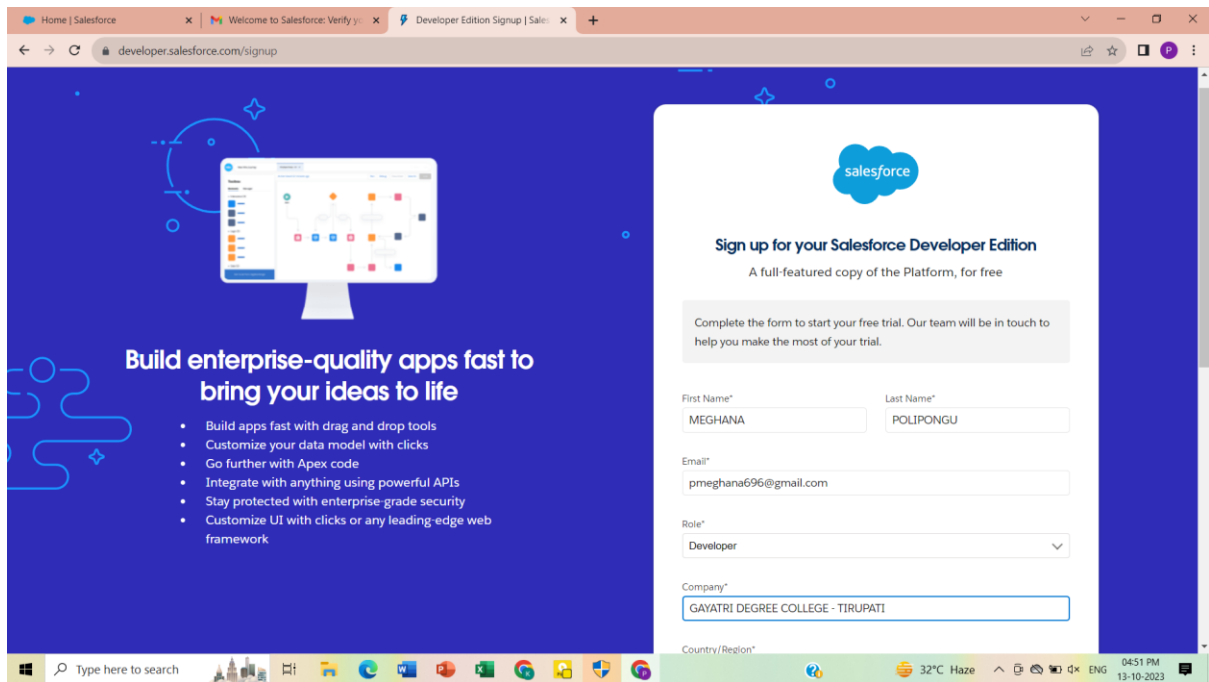 Home | Salesforce
Welcome to Salesforce: Verify yo
Developer Edition Signup | Sales
developer.salesforce.com/signup
P
salesforce
Sign up for your Salesforce Developer Edition
A full-featured copy of the Platform, for free
Complete the form to start your free trial. Our team will be in touch to
help you make the most of your trial.
Build enterprise-quality apps fast to
bring your ideas to life
• Build apps fast with drag and drop tools
• Customize your data model with clicks
• Go further with Apex code
• Integrate with anything using powerful APIs
• Stay protected with enterprise-grade security
• Customize UI with clicks or any leading-edge web
framework
First Name* Last Name*
MEGHANA POLIPONGU
Email*
pmeghana696@gmail.com
Role*
Developer
Company*
GAYATRI DEGREE COLLEGE - TIRUPATI
Country/Region*
Type here to search
32°C Haze
ENG
04:51 PM
13-10-2023